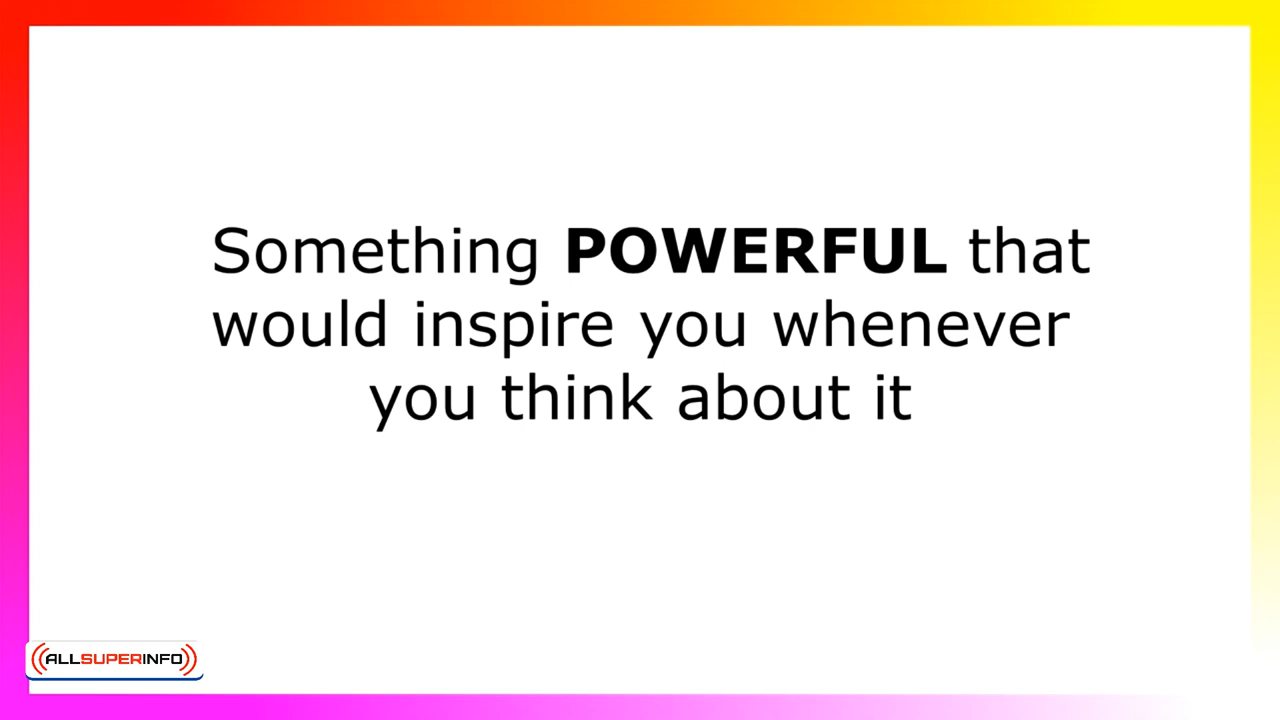 Something POWERFUL that
would inspire you whenever
you think about it
ALLSUPERINFO